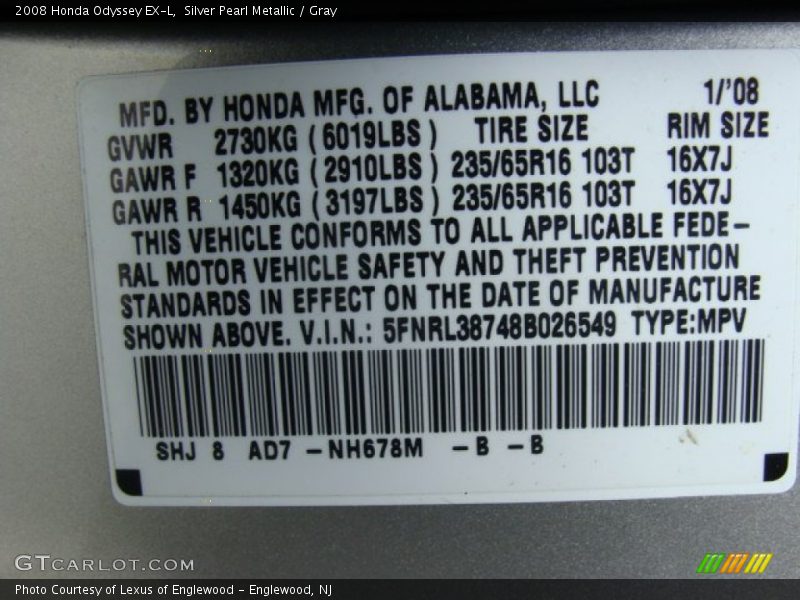 2008 Honda Odyssey EX-L, Silver Pearl Metallic / Gray
MFD. BY HONDA MFG. OF ALABAMA, LLC 1/'08
GVWR 2730KG (6019LBS) TIRE SIZE RIM SIZE
GAWR F 1320KG (2910LBS) 235/65R16 103T 16X7J
GAWR R 1450KG (3197LBS) 235/65R16 103T 16X7J
THIS VEHICLE CONFORMS TO ALL APPLICABLE FEDE-
RAL MOTOR VEHICLE SAFETY AND THEFT PREVENTION
STANDARDS IN EFFECT ON THE DATE OF MANUFACTURE
SHOWN ABOVE. V.I.N.: 5FNRL38748B026549 TYPE:MPV
SHJ 8 AD7 -NH678M -B -B
GTCARLOT.COM
Photo Courtesy of Lexus of Englewood - Englewood, NJ